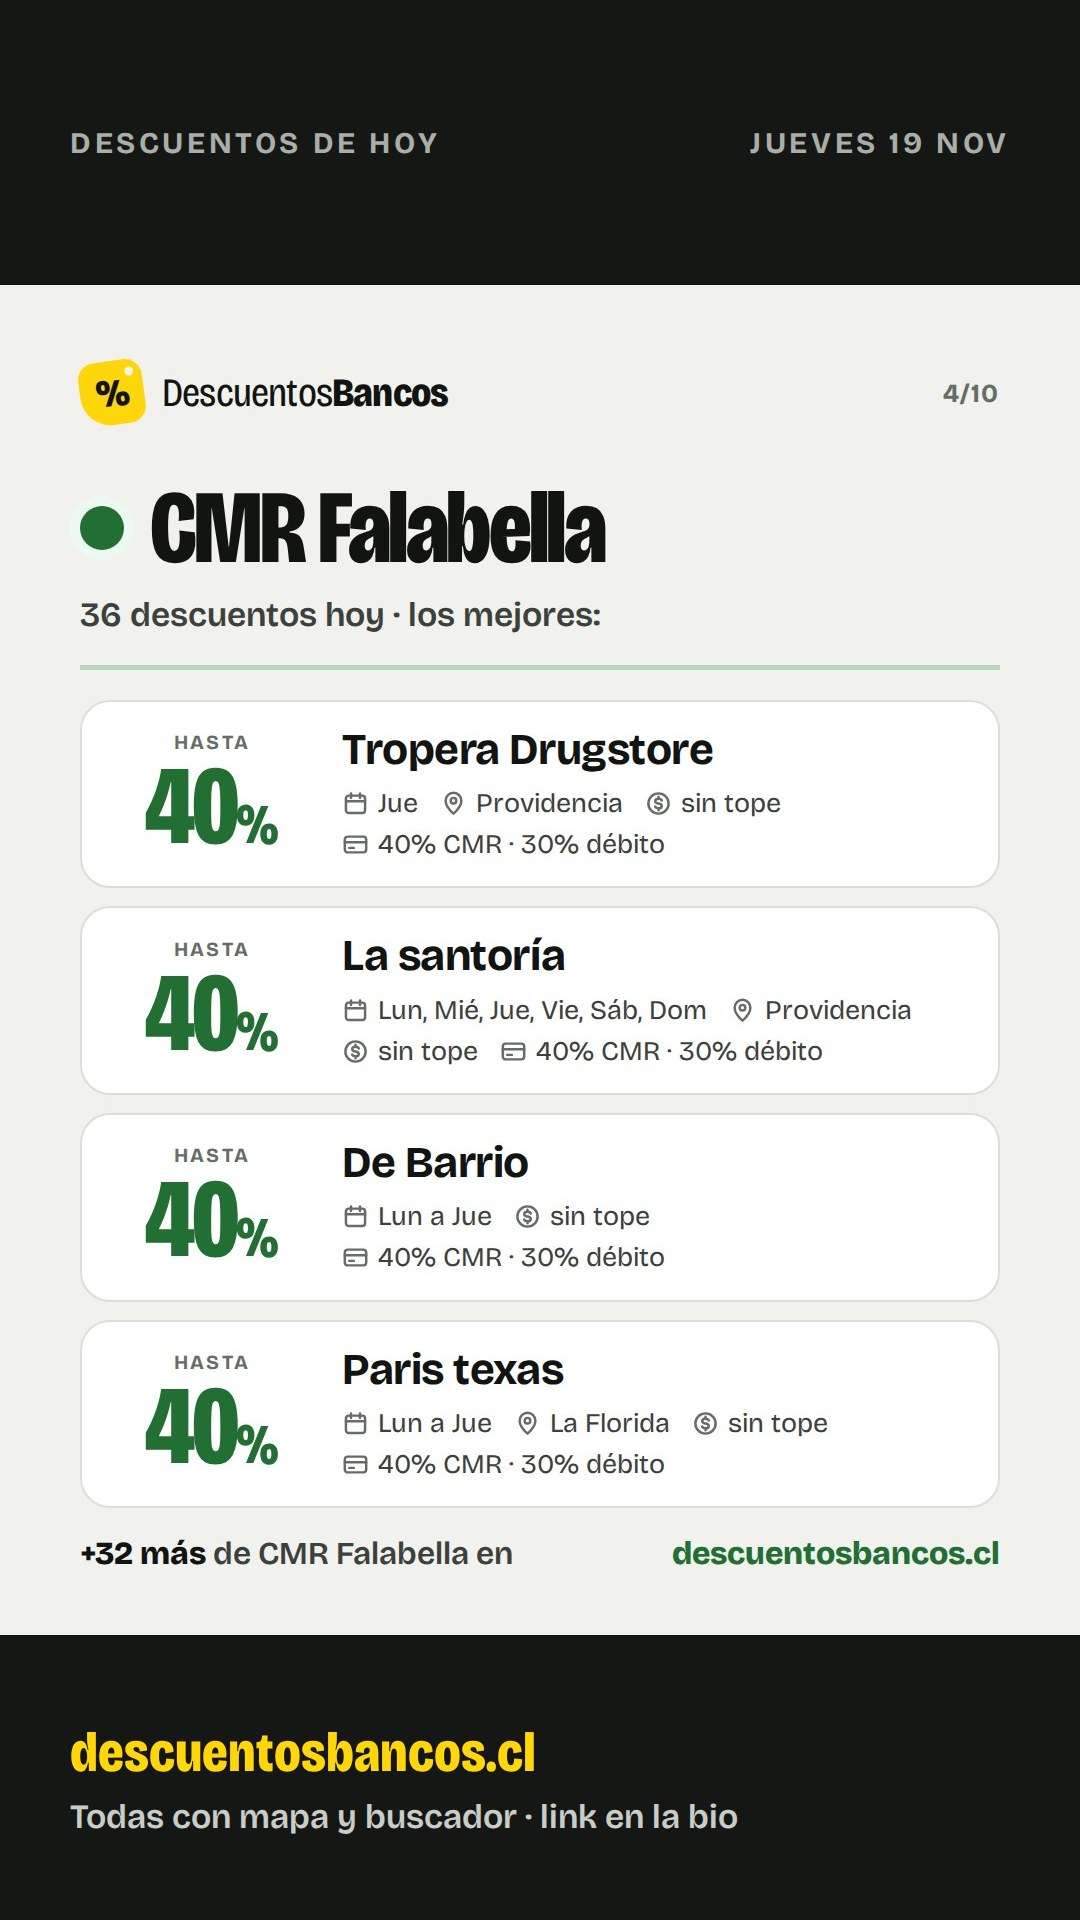 DESCUENTOS DE HOY
JUEVES 19 NOV
%
DescuentosBancos
4/10
CMR Falabella
36 descuentos hoy · los mejores:
HASTA
40%
Tropera Drugstore
Jue Providencia sin tope
40% CMR · 30% débito
HASTA
40%
La santoría
Lun, Mié, Jue, Vie, Sáb, Dom Providencia
sin tope 40% CMR · 30% débito
HASTA
40%
De Barrio
Lun a Jue sin tope
40% CMR · 30% débito
HASTA
40%
Paris texas
Lun a Jue La Florida sin tope
40% CMR · 30% débito
+32 más de CMR Falabella en
descuentosbancos.cl
descuentosbancos.cl
Todas con mapa y buscador · link en la bio